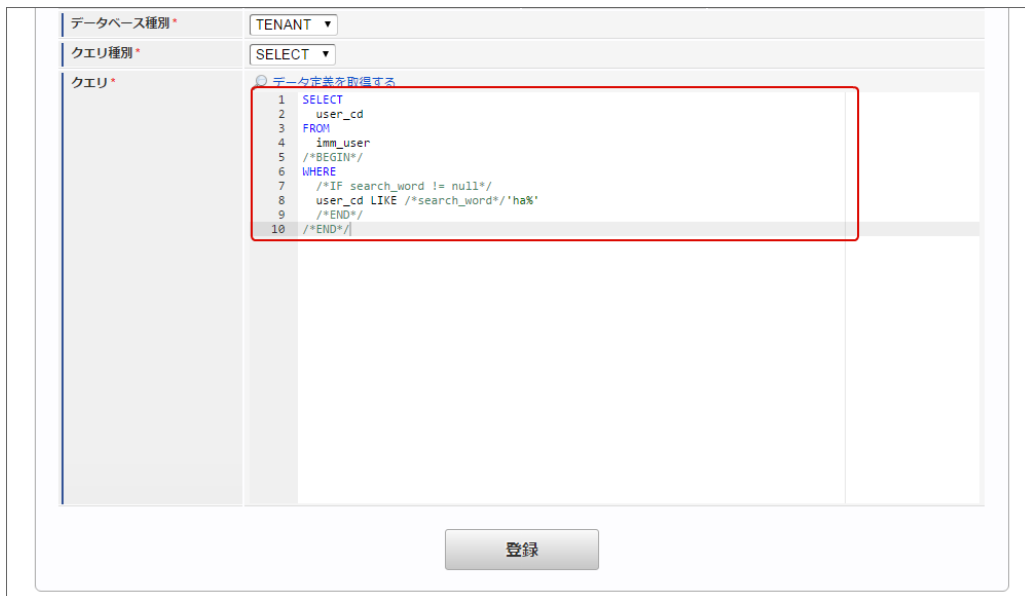 データベース種別* TENANT ▼
クエリ種別* SELECT ▼
クエリ* データ定義を取得する
1 SELECT
2 user_cd
3 FROM
4 imm_user
5 /*BEGIN*/
6 WHERE
7 /*IF search_word != null*/
8 user_cd LIKE /*search_word*/'ha%'
9 /*END*/
10 /*END*/
登録